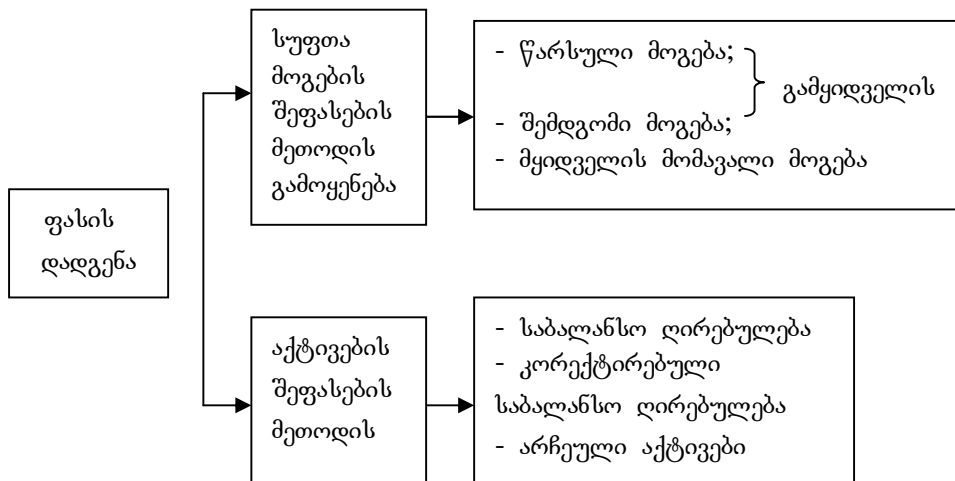 ფასის
დადგენა
სუფთა
მოგების
შეფასების
მეთოდის
გამოყენება
- წარსული მოგება;
გამყიდველის
- შემდგომი მოგება;
- მყიდველის მომავალი მოგება
აქტივების
შეფასების
მეთოდის
- საბალანსო ღირებულება
- კორექტირებული
საბალანსო ღირებულება
- არჩეული აქტივები